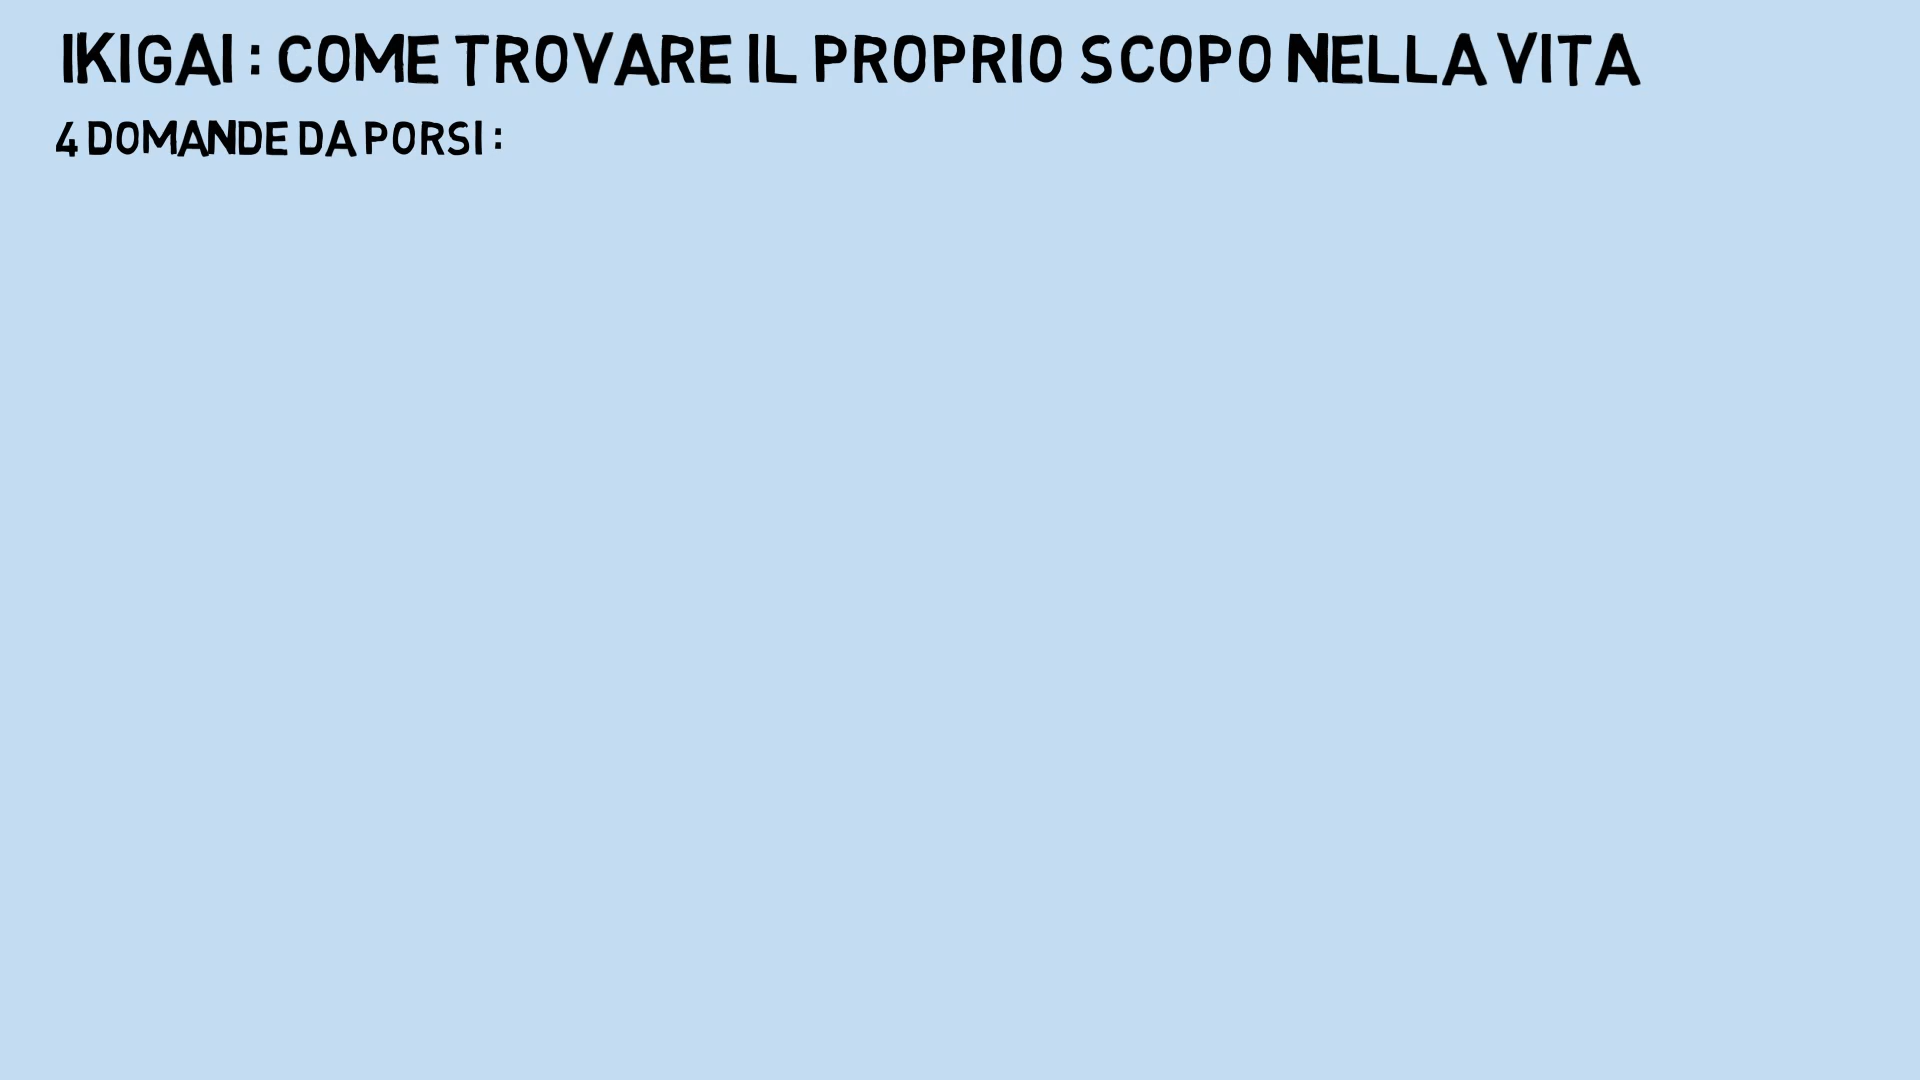 IKIGAI : COME TROVARE IL PROPRIO SCOPO NELLA VITA
4 DOMANDE DA PORSI :